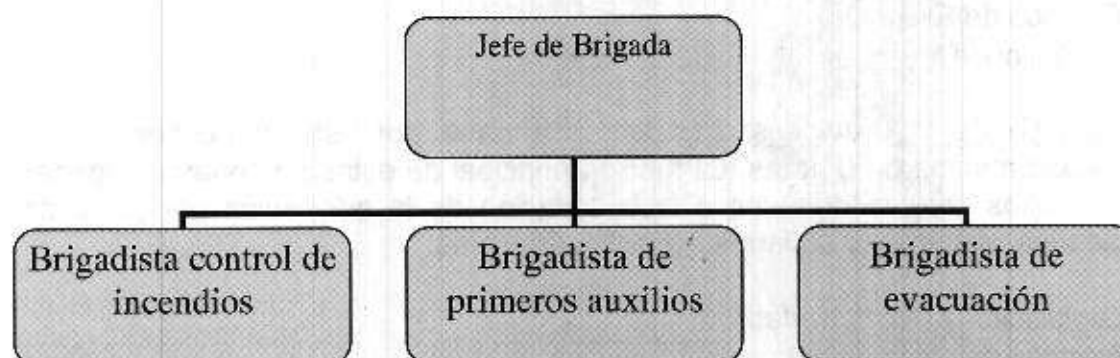 Jefe de Brigada
Brigadista control de
incendios
Brigadista de
primeros auxilios
Brigadista de
evacuación